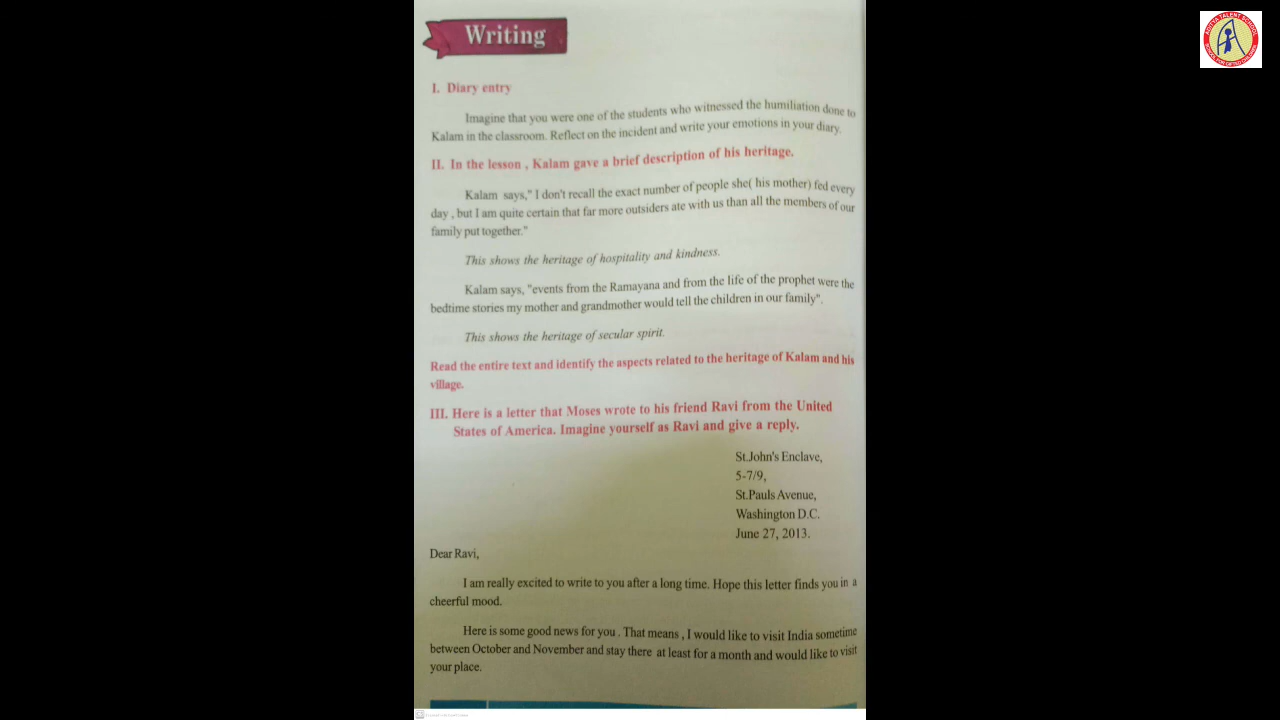 Writing
I. Diary entry
Imagine that you were one of the students who witnessed the humiliation done to
Kalam in the classroom. Reflect on the incident and write your emotions in your diary.
II. In the lesson , Kalam gave a brief description of his heritage.
Kalam says," I don't recall the exact number of people she( his mother) fed every
day , but I am quite certain that far more outsiders ate with us than all the members of our
family put together."
This shows the heritage of hospitality and kindness.
Kalam says, "events from the Ramayana and from the life of the prophet were the
bedtime stories my mother and grandmother would tell the children in our family".
This shows the heritage of secular spirit.
Read the entire text and identify the aspects related to the heritage of Kalam and his
village.
III. Here is a letter that Moses wrote to his friend Ravi from the United
States of America. Imagine yourself as Ravi and give a reply.
St.John's Enclave,
5-7/9,
St.Pauls Avenue,
Washington D.C.
June 27, 2013.
Dear Ravi,
I am really excited to write to you after a long time. Hope this letter finds you in a
cheerful mood.
Here is some good news for you . That means , I would like to visit India sometime
between October and November and stay there at least for a month and would like to visit
your place.